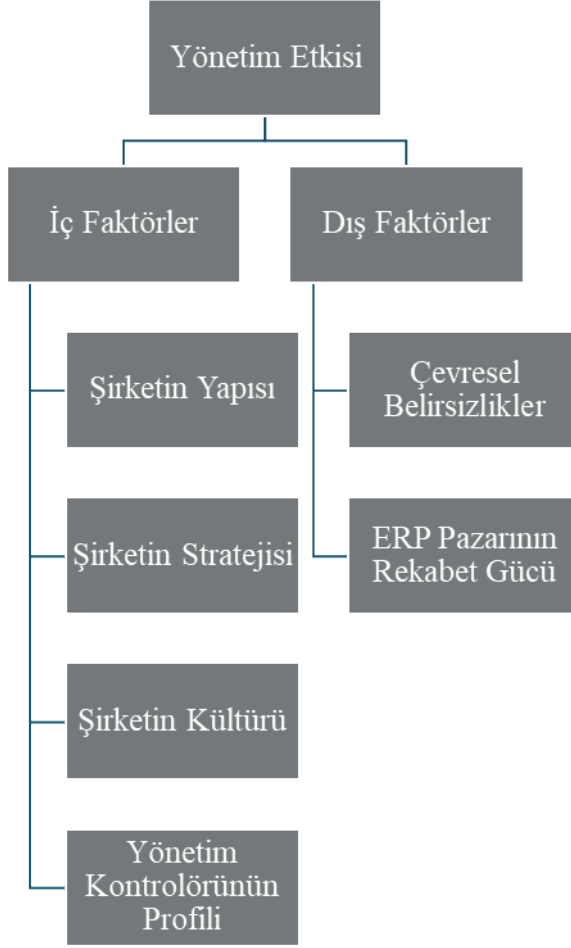 Yönetim Etkisi
İç Faktörler
Şirketin Yapısı
Şirketin Stratejisi
Şirketin Kültürü
Yönetim
Kontrolörünün
Profili
Dış Faktörler
Çevresel
Belirsizlikler
ERP Pazarının
Rekabet Gücü